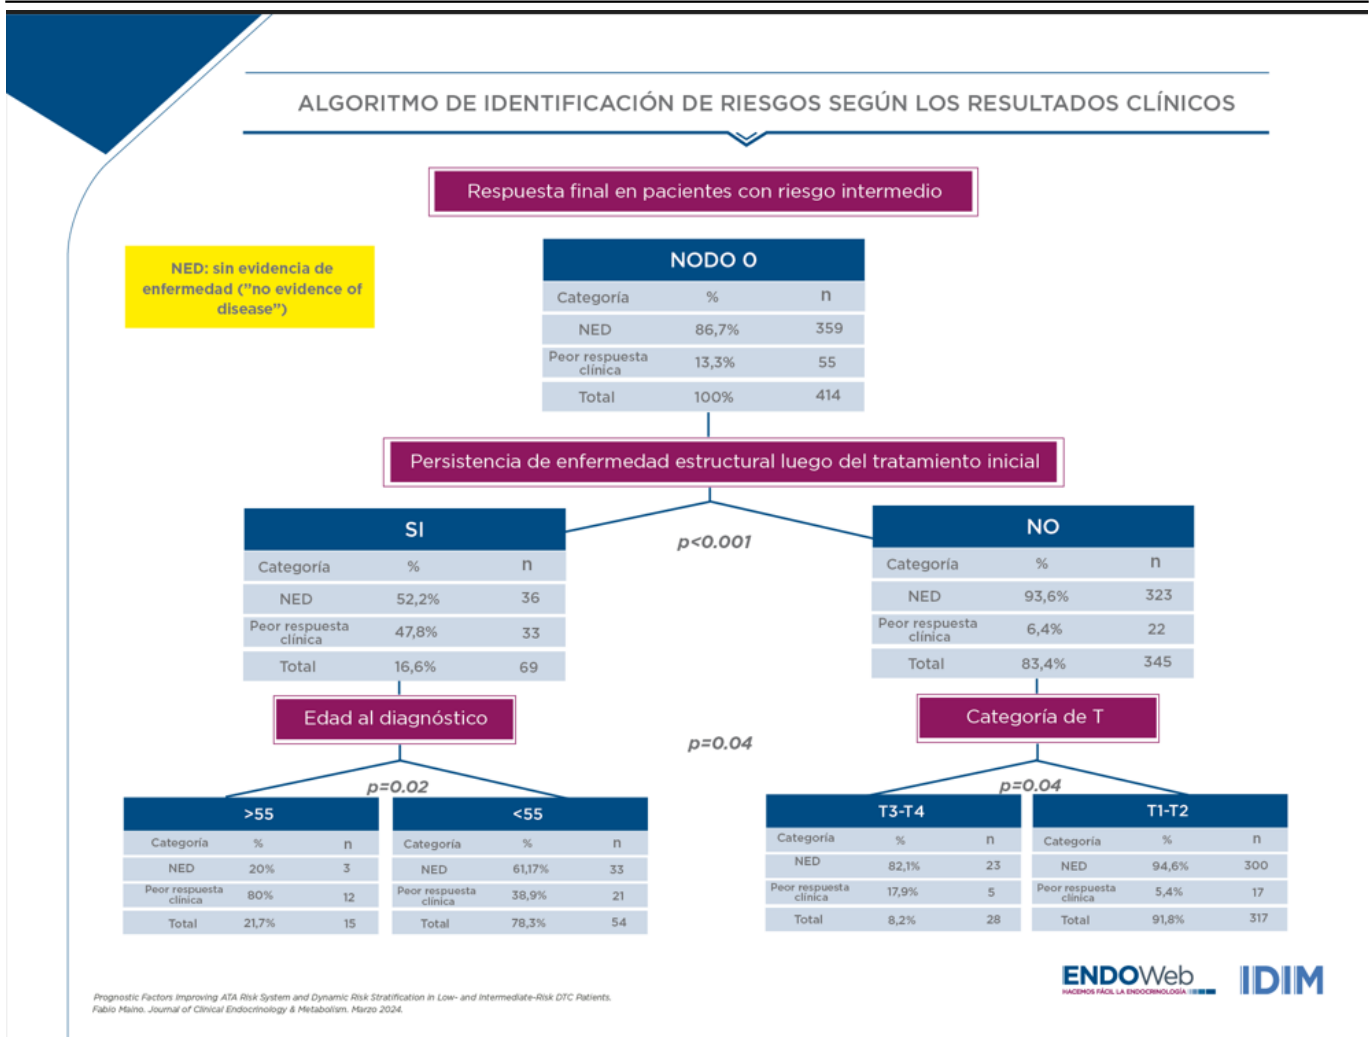 ALGORITMO DE IDENTIFICACIÓN DE RIESGOS SEGÚN LOS RESULTADOS CLÍNICOS
Respuesta final en pacientes con riesgo intermedio
NED: sin evidencia de
enfermedad ("no evidence of
disease")
NODO 0
Categoría % n
NED 86,7% 359
Peor respuesta
clínica 13,3% 55
Total 100% 414
Persistencia de enfermedad estructural luego del tratamiento inicial
p<0.001
SI
Categoría % n
NED 52,2% 36
Peor respuesta
clínica 47,8% 33
Total 16,6% 69
NO
Categoría % n
NED 93,6% 323
Peor respuesta
clínica 6,4% 22
Total 83,4% 345
Edad al diagnóstico
p=0.04
Categoría de T
p=0.02
p=0.04
>55
Categoría % n
NED 20% 3
Peor respuesta
clínica 80% 12
Total 21,7% 15
<55
Categoría % n
NED 61,17% 33
Peor respuesta
clínica 38,9% 21
Total 78,3% 54
T3-T4
Categoría % n
NED 82,1% 23
Peor respuesta
clínica 17,9% 5
Total 8,2% 28
T1-T2
Categoría % n
NED 94,6% 300
Peor respuesta
clínica 5,4% 17
Total 91,8% 317
ENDOWeb
HACEMOS FÁCIL LA ENDOCRINOLOGÍA
IDIM
Prognostic Factors Improving ATA Risk System and Dynamic Risk Stratification in Low- and Intermediate-Risk DTC Patients.
Fabio Maino. Journal of Clinical Endocrinology & Metabolism. Marzo 2024.